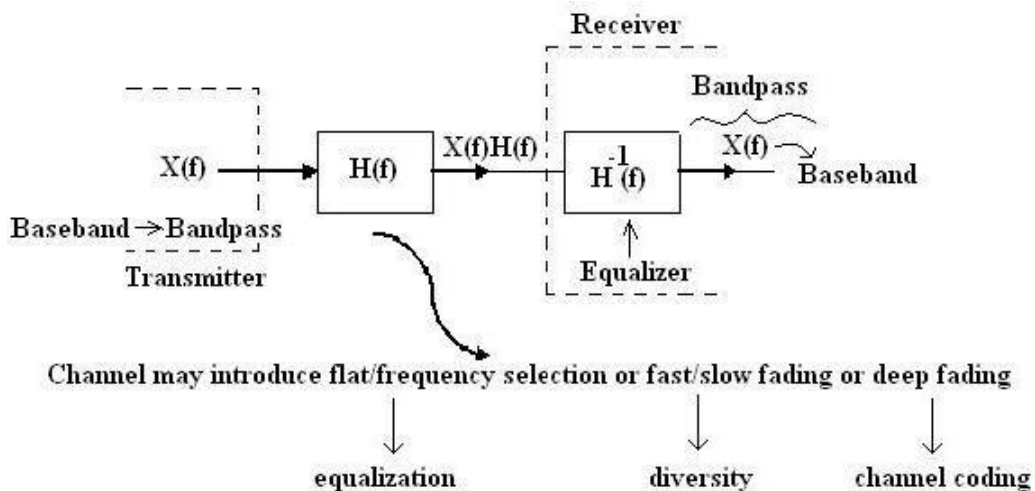 Receiver
Bandpass
X(f)
H(f)
X(f)H(f)
H⁻¹(f)
X(f)
Baseband
Baseband → Bandpass
Transmitter
Equalizer
Channel may introduce flat/frequency selection or fast/slow fading or deep fading
equalization
diversity
channel coding